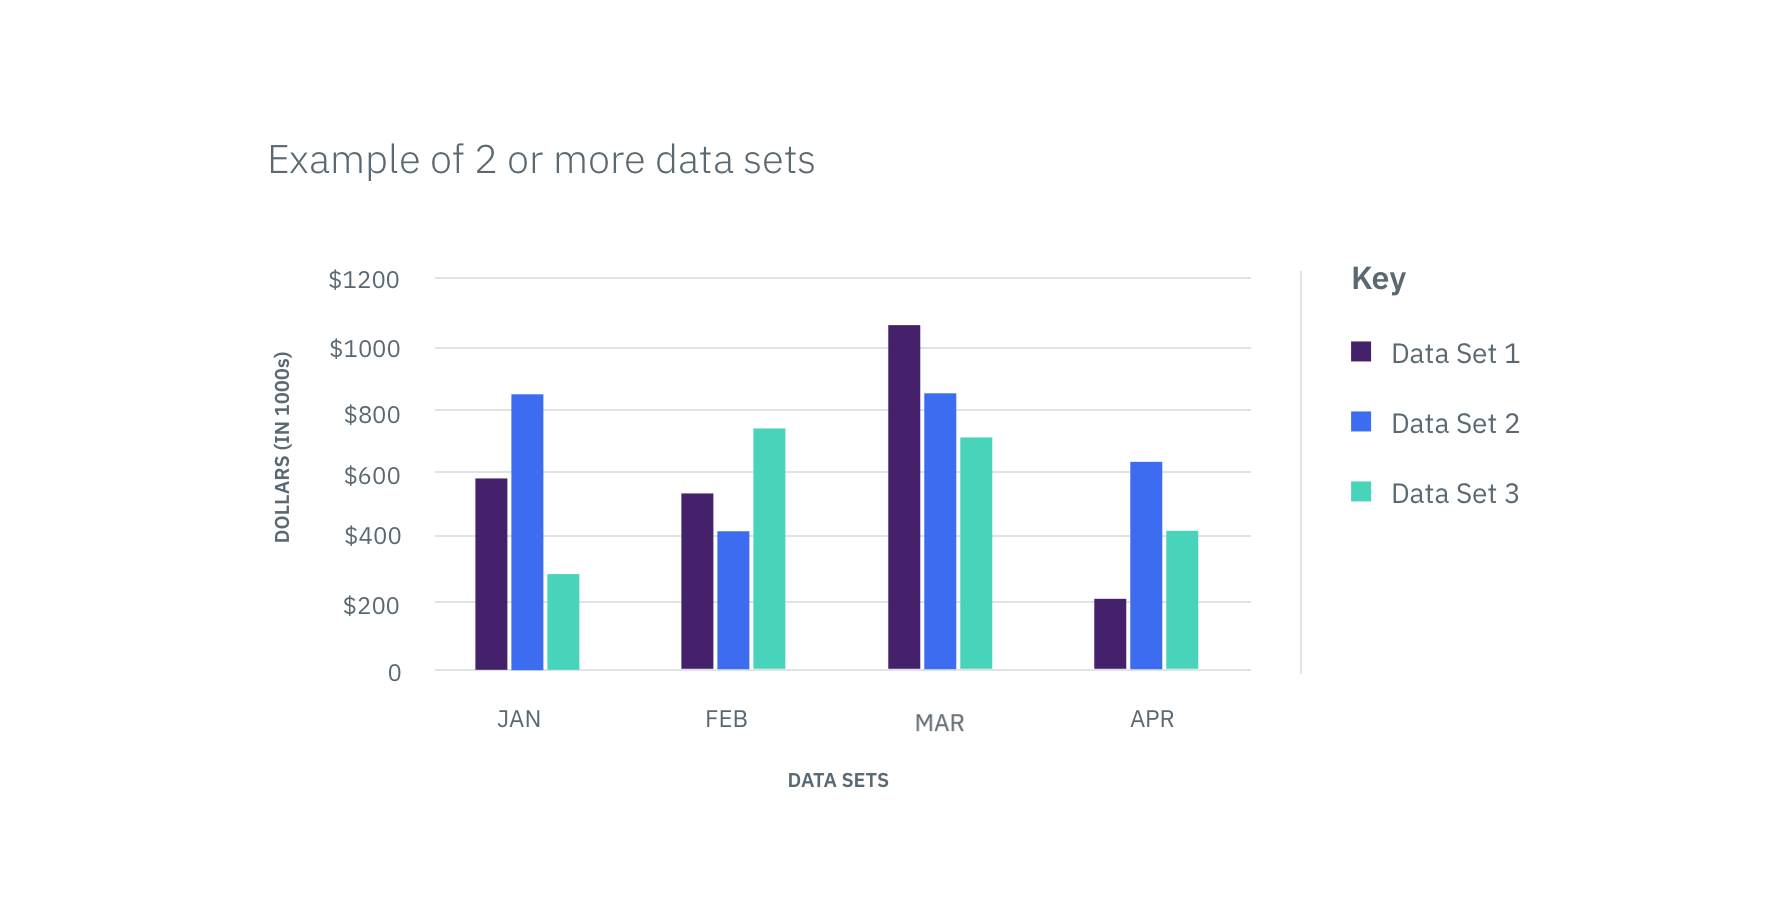 Example of 2 or more data sets
DOLLARS (IN 1000s)
$1200
$1000
$800
$600
$400
$200
0
JAN
FEB
MAR
APR
DATA SETS
Key
Data Set 1
Data Set 2
Data Set 3